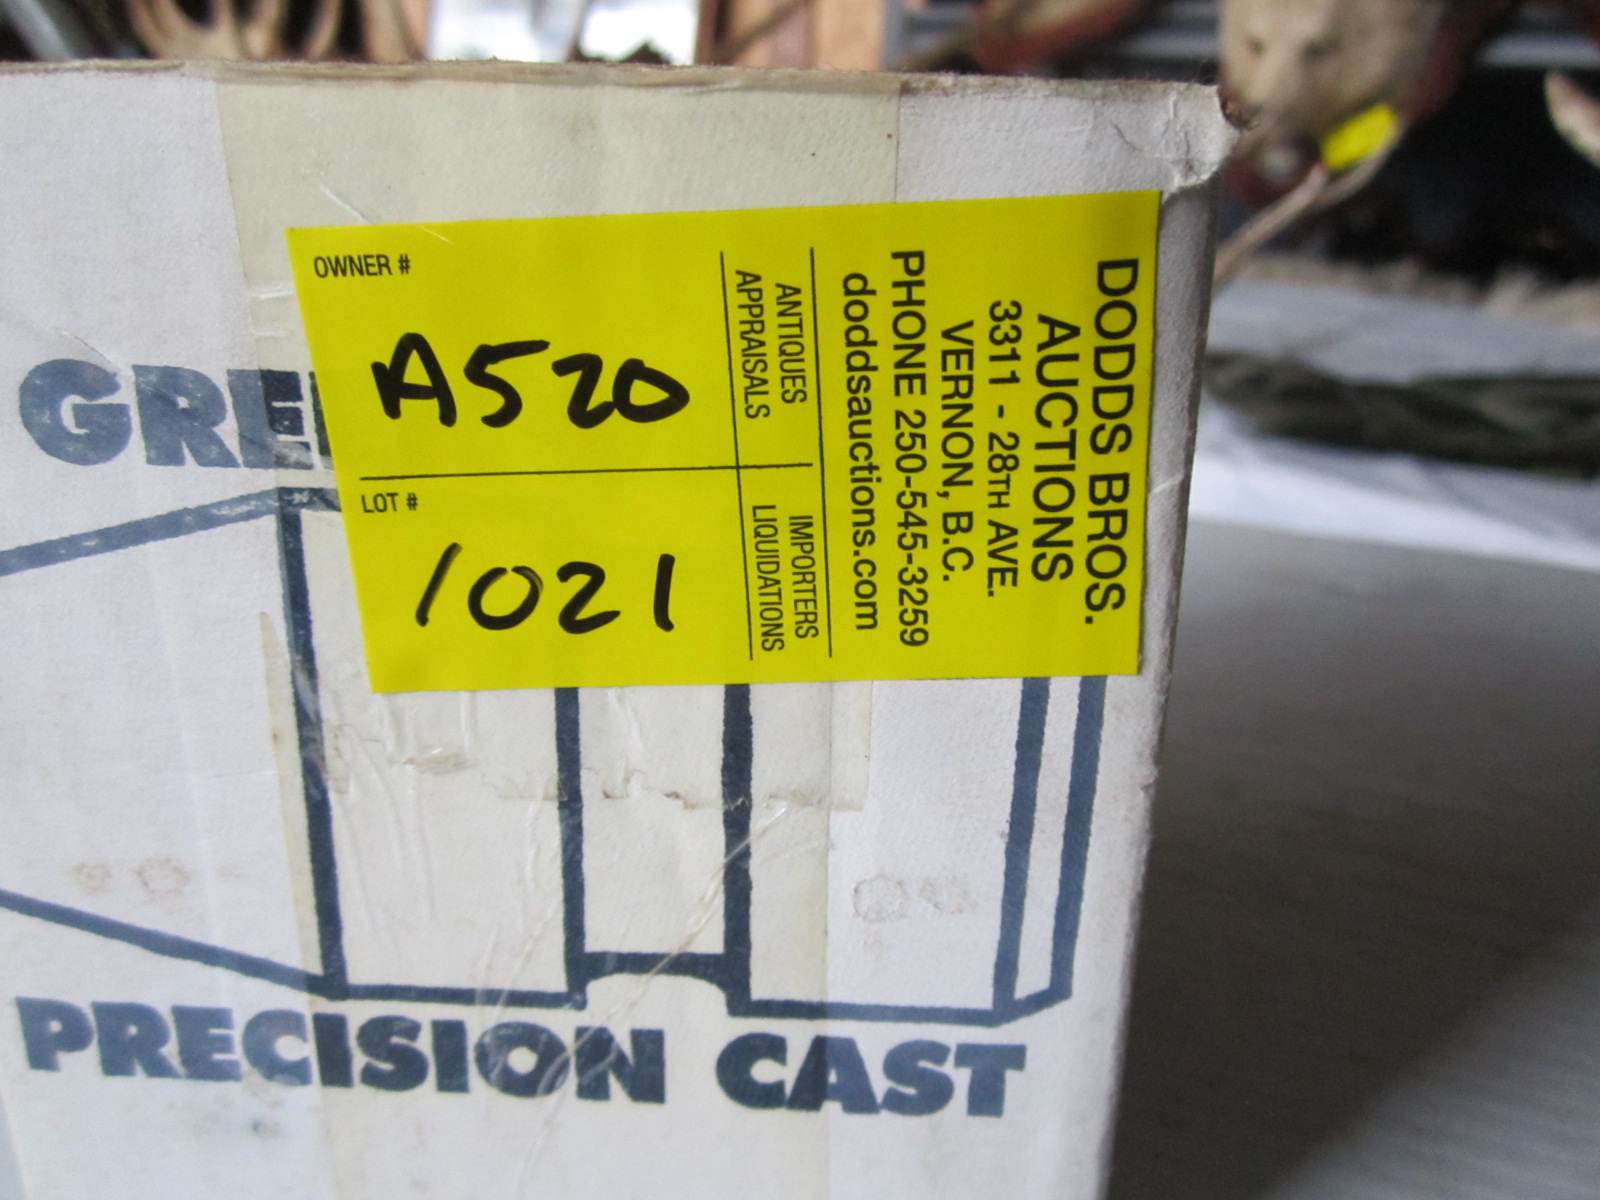 OWNER #
A520
LOT #
1021
ANTIQUES
APPRAISALS
IMPORTERS
LIQUIDATIONS
DODDS BROS.
AUCTIONS
3311 - 28TH AVE.
VERNON, B.C.
PHONE 250-545-3259
doddsauctions.com
PRECISION CAST